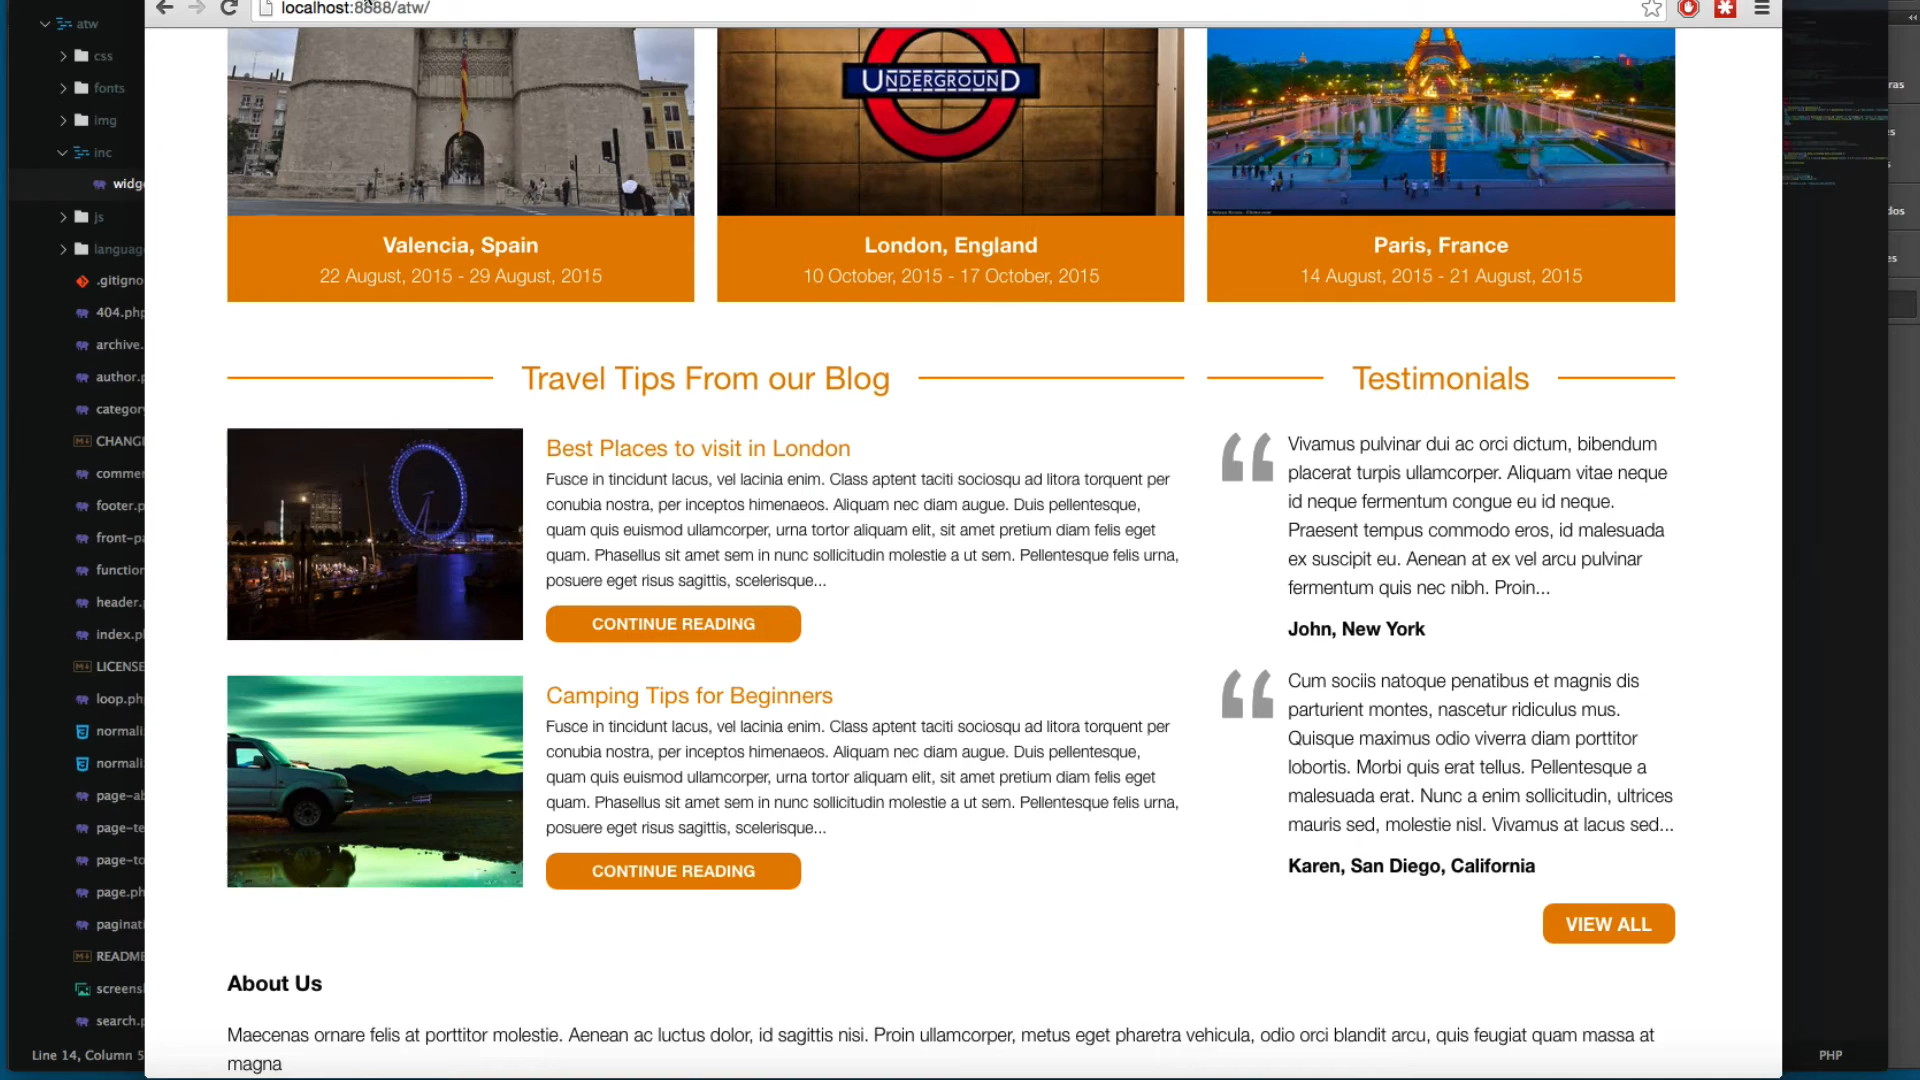 localhost:8888/atw/
atw
css
fonts
img
inc
widg
js
languag
.gitigno
404.php
archive.
author.p
category
CHANG
commen
footer.p
front-pa
function
header.p
index.ph
LICENSE
loop.php
normali
normali
page-ab
page-te
page-to
page.ph
paginati
README
screens
search.p
Line 14, Column 5
UNDERGROUND
Valencia, Spain
22 August, 2015 - 29 August, 2015
London, England
10 October, 2015 - 17 October, 2015
Paris, France
14 August, 2015 - 21 August, 2015
Travel Tips From our Blog
Best Places to visit in London
Fusce in tincidunt lacus, vel lacinia enim. Class aptent taciti sociosqu ad litora torquent per
conubia nostra, per inceptos himenaeos. Aliquam nec diam augue. Duis pellentesque,
quam quis euismod ullamcorper, urna tortor aliquam elit, sit amet pretium diam felis eget
quam. Phasellus sit amet sem in nunc sollicitudin molestie a ut sem. Pellentesque felis urna,
posuere eget risus sagittis, scelerisque...
CONTINUE READING
Camping Tips for Beginners
Fusce in tincidunt lacus, vel lacinia enim. Class aptent taciti sociosqu ad litora torquent per
conubia nostra, per inceptos himenaeos. Aliquam nec diam augue. Duis pellentesque,
quam quis euismod ullamcorper, urna tortor aliquam elit, sit amet pretium diam felis eget
quam. Phasellus sit amet sem in nunc sollicitudin molestie a ut sem. Pellentesque felis urna,
posuere eget risus sagittis, scelerisque...
CONTINUE READING
Testimonials
Vivamus pulvinar dui ac orci dictum, bibendum
placerat turpis ullamcorper. Aliquam vitae neque
id neque fermentum congue eu id neque.
Praesent tempus commodo eros, id malesuada
ex suscipit eu. Aenean at ex vel arcu pulvinar
fermentum quis nec nibh. Proin...
John, New York
Cum sociis natoque penatibus et magnis dis
parturient montes, nascetur ridiculus mus.
Quisque maximus odio viverra diam porttitor
lobortis. Morbi quis erat tellus. Pellentesque a
malesuada erat. Nunc a enim sollicitudin, ultrices
mauris sed, molestie nisl. Vivamus at lacus sed...
Karen, San Diego, California
VIEW ALL
About Us
Maecenas ornare felis at porttitor molestie. Aenean ac luctus dolor, id sagittis nisi. Proin ullamcorper, metus eget pharetra vehicula, odio orci blandit arcu, quis feugiat quam massa at
magna
ras
es
s
dos
es
PHP